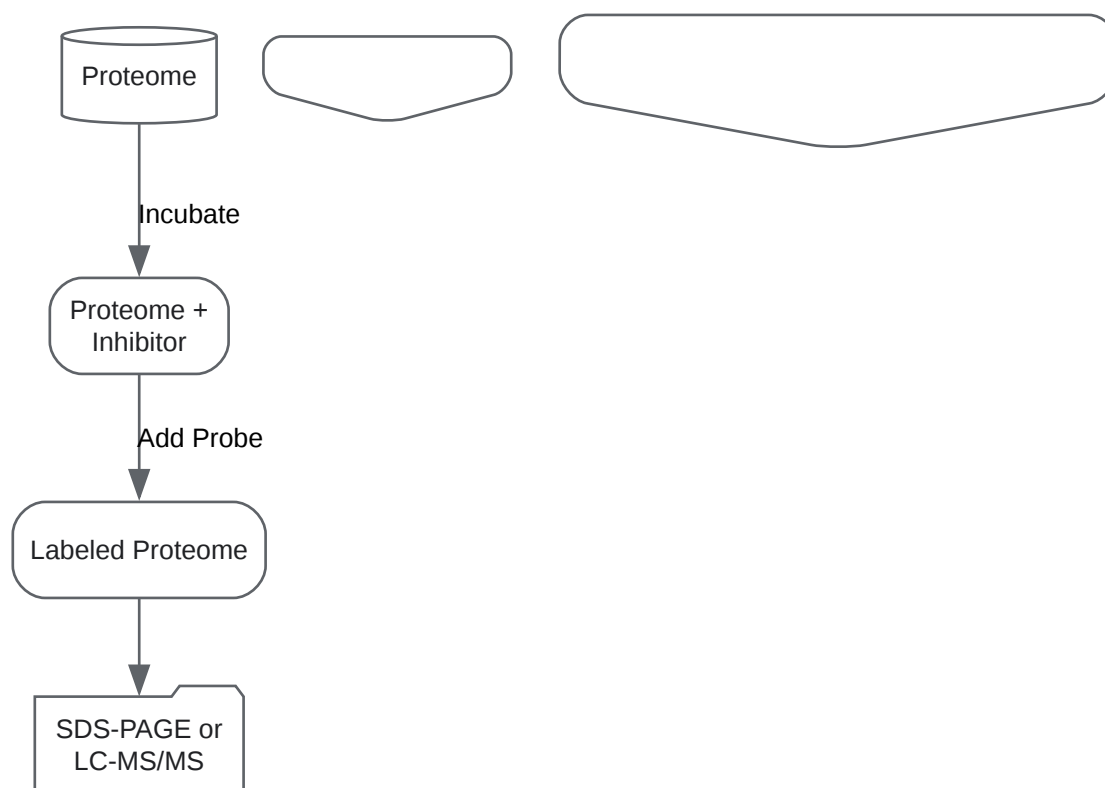 Proteome
Incubate
Proteome +
Inhibitor
Add Probe
Labeled Proteome
SDS-PAGE or
LC-MS/MS